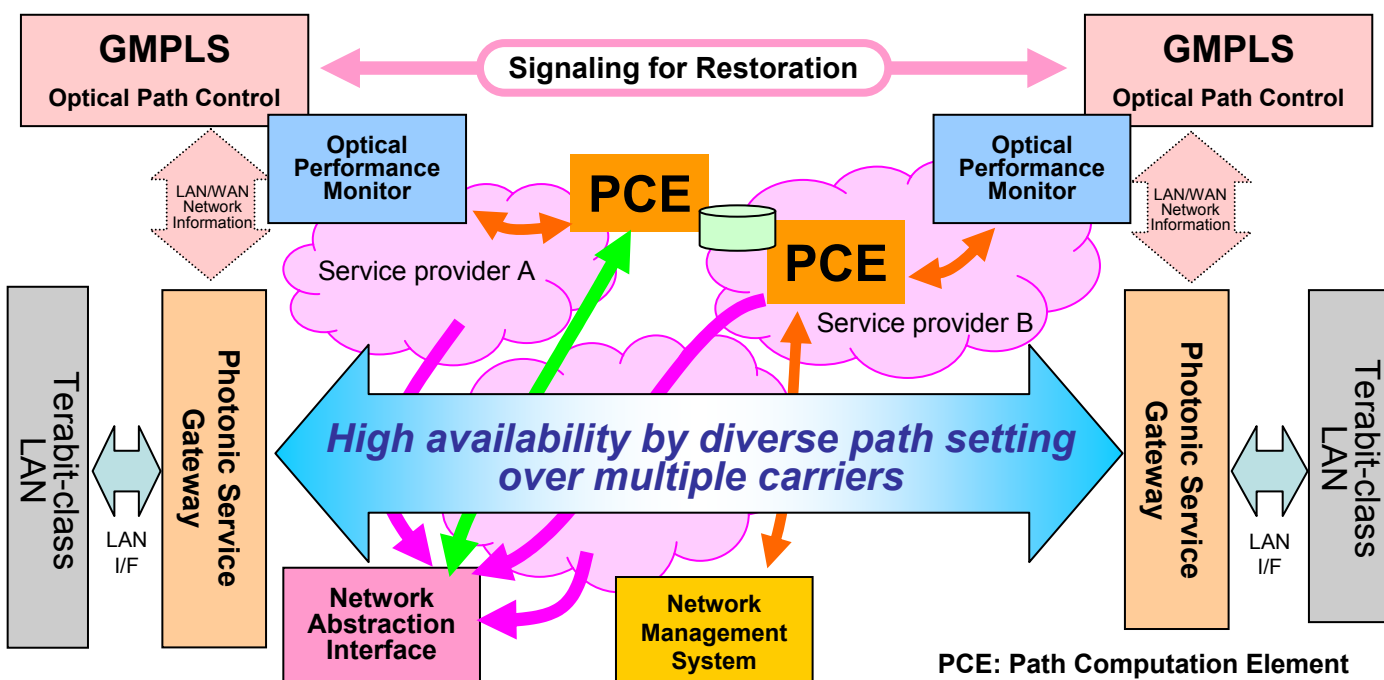 GMPLS
Optical Path Control
Signaling for Restoration
GMPLS
Optical Path Control
Optical
Performance
Monitor
Optical
Performance
Monitor
LAN/WAN
Network
Information
LAN/WAN
Network
Information
PCE
PCE
Service provider A
Service provider B
Terabit-class
LAN
LAN
I/F
Photonic Service
Gateway
High availability by diverse path setting
over multiple carriers
Photonic Service
Gateway
LAN
I/F
Terabit-class
LAN
Network
Abstraction
Interface
Network
Management
System
PCE: Path Computation Element